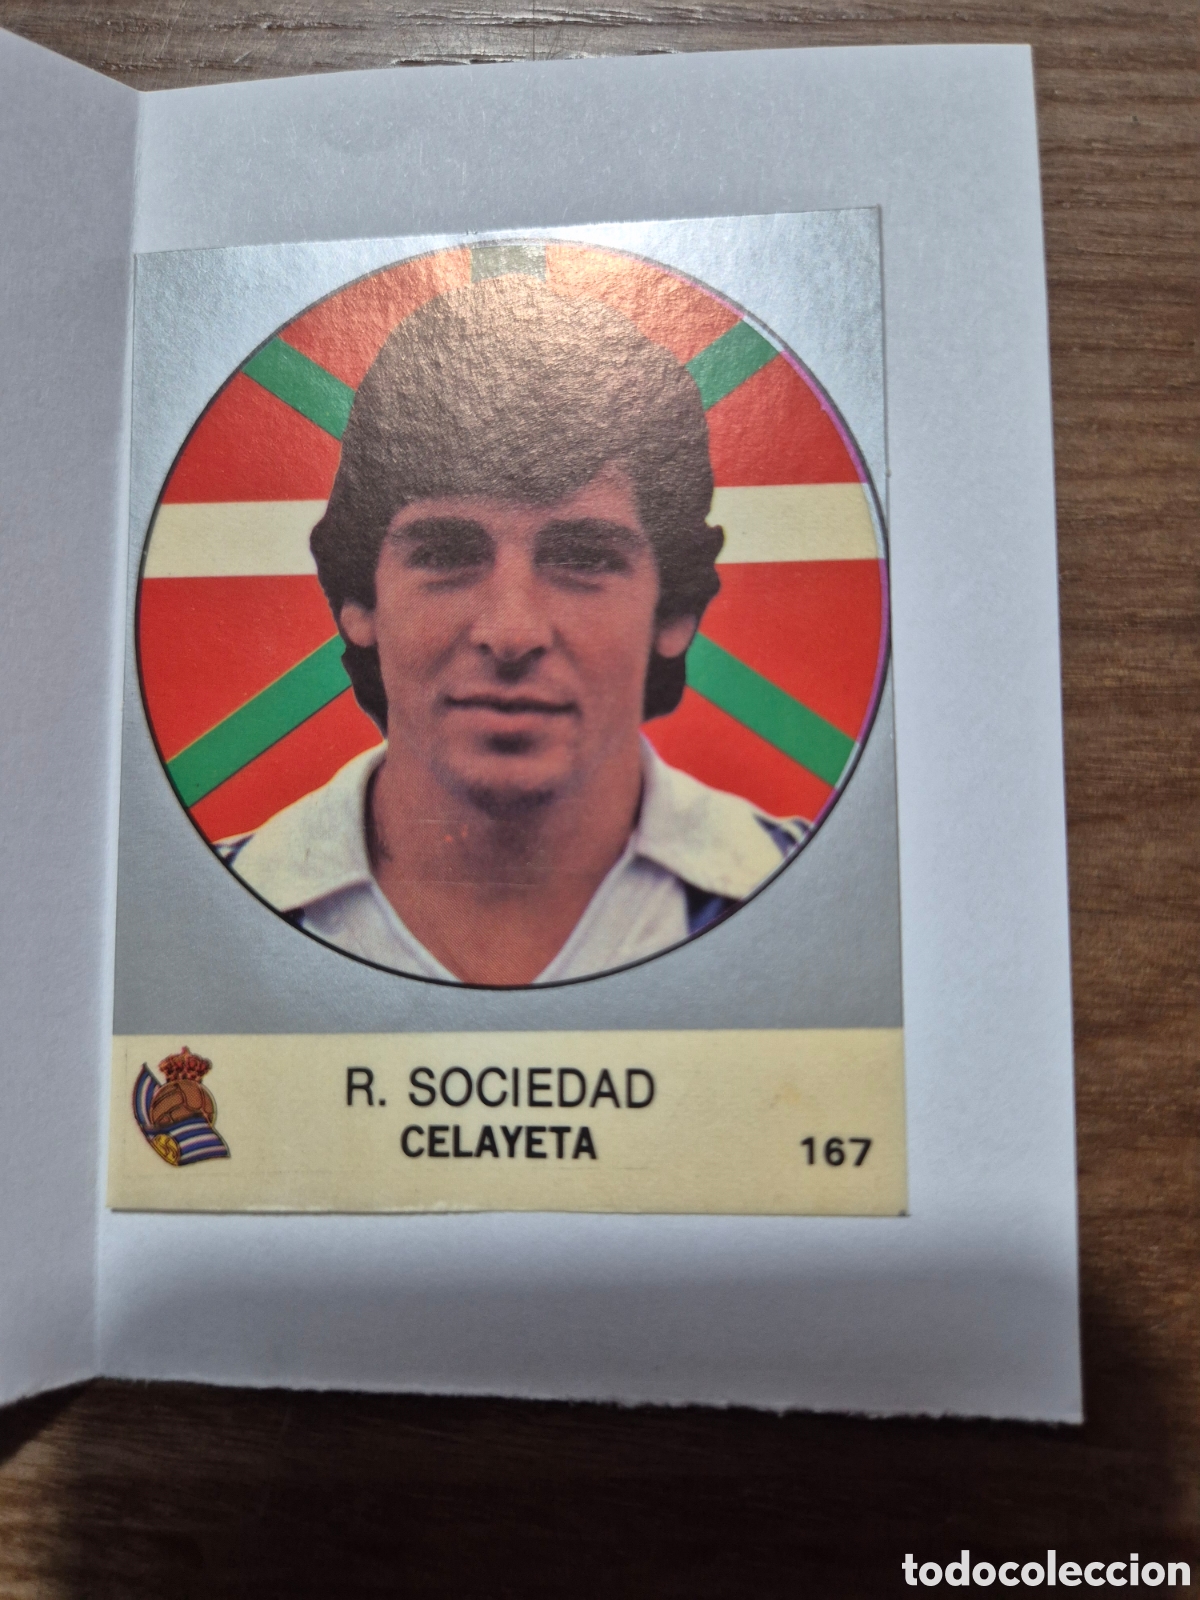 R. SOCIEDAD
CELAYETA
167
todocoleccion